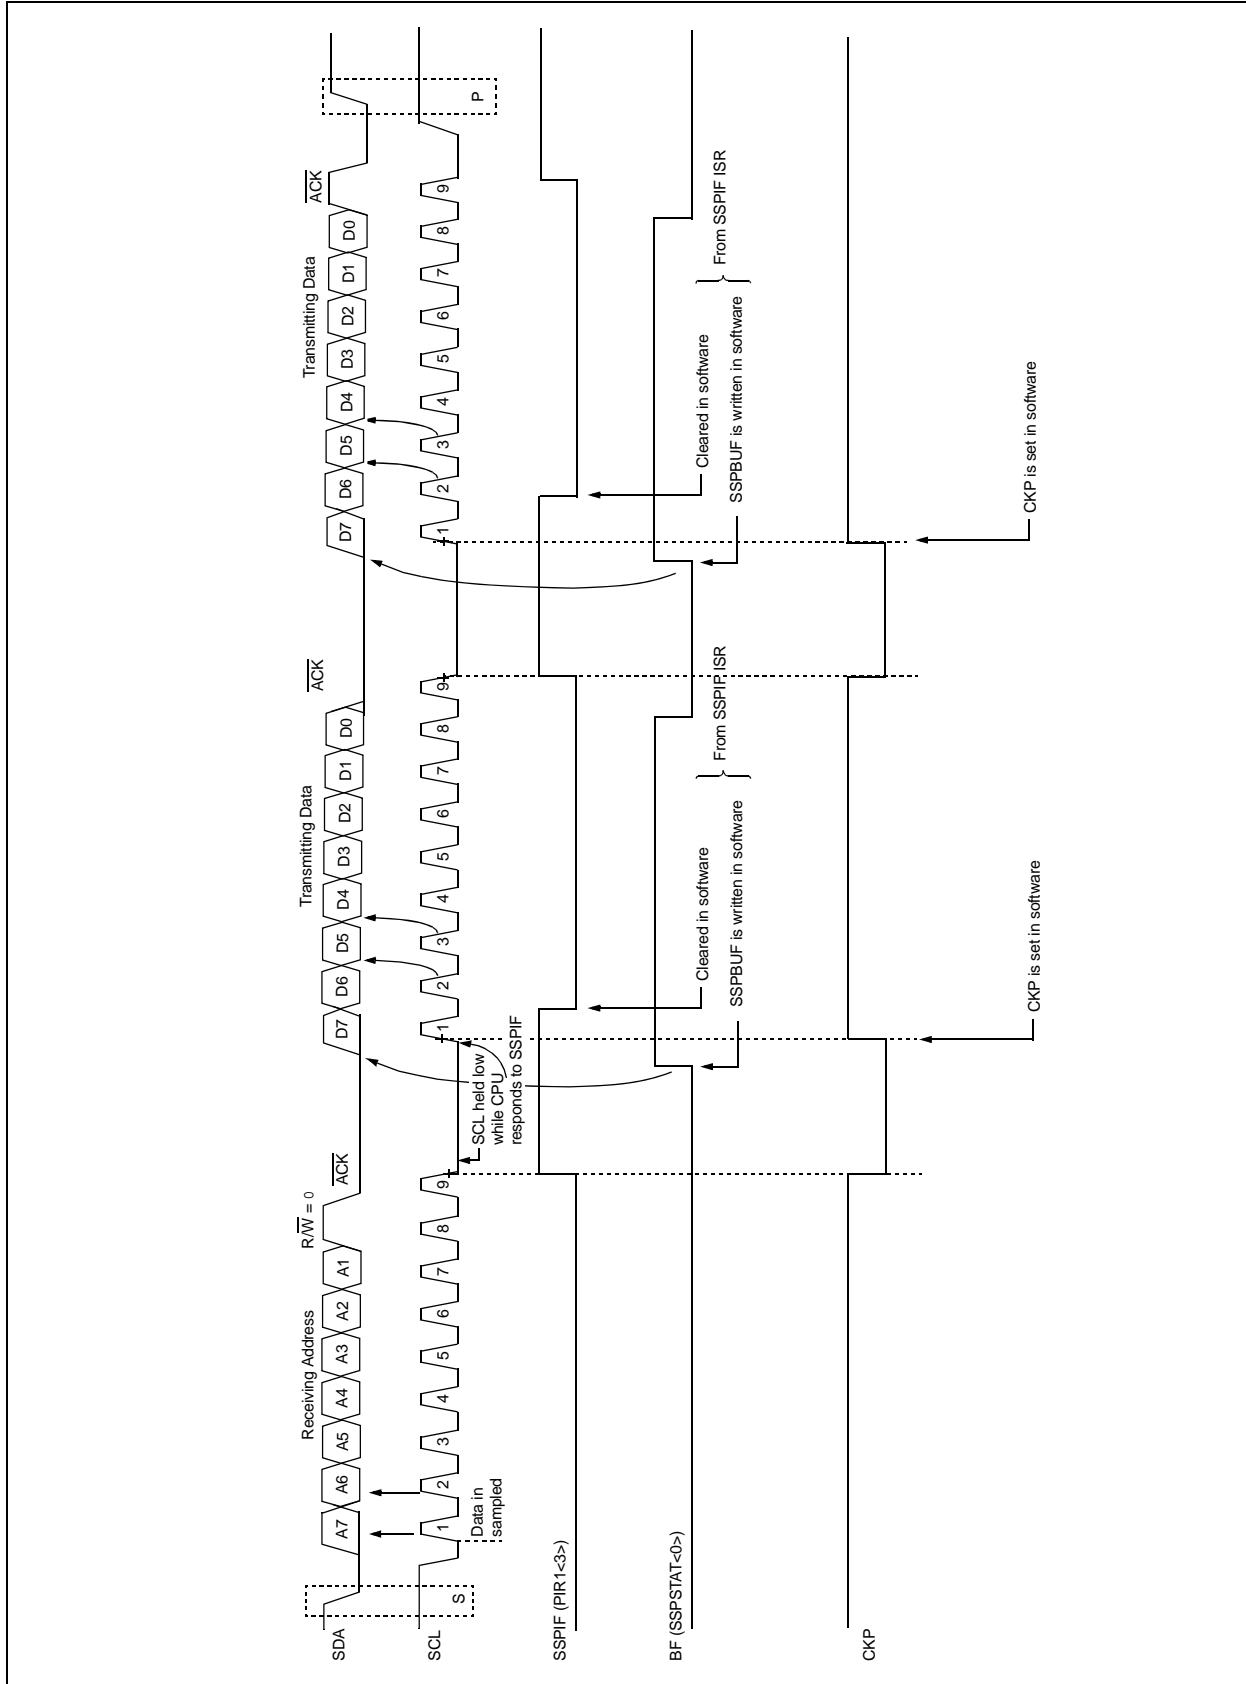 Receiving Address
R/W = 0
ACK
Transmitting Data
ACK
Transmitting Data
ACK
SDA
A7
A6
A5
A4
A3
A2
A1
D7
D6
D5
D4
D3
D2
D1
D0
D7
D6
D5
D4
D3
D2
D1
D0
SCL
1
2
3
4
5
6
7
8
9
1
2
3
4
5
6
7
8
9
1
2
3
4
5
6
7
8
9
S
P
Data in
sampled
SCL held low
while CPU
responds to SSPIF
SSPIF (PIR1<3>)
BF (SSPSTAT<0>)
Cleared in software
From SSPIF ISR
SSPBUF is written in software
Cleared in software
From SSPIF ISR
SSPBUF is written in software
CKP
CKP is set in software
CKP is set in software